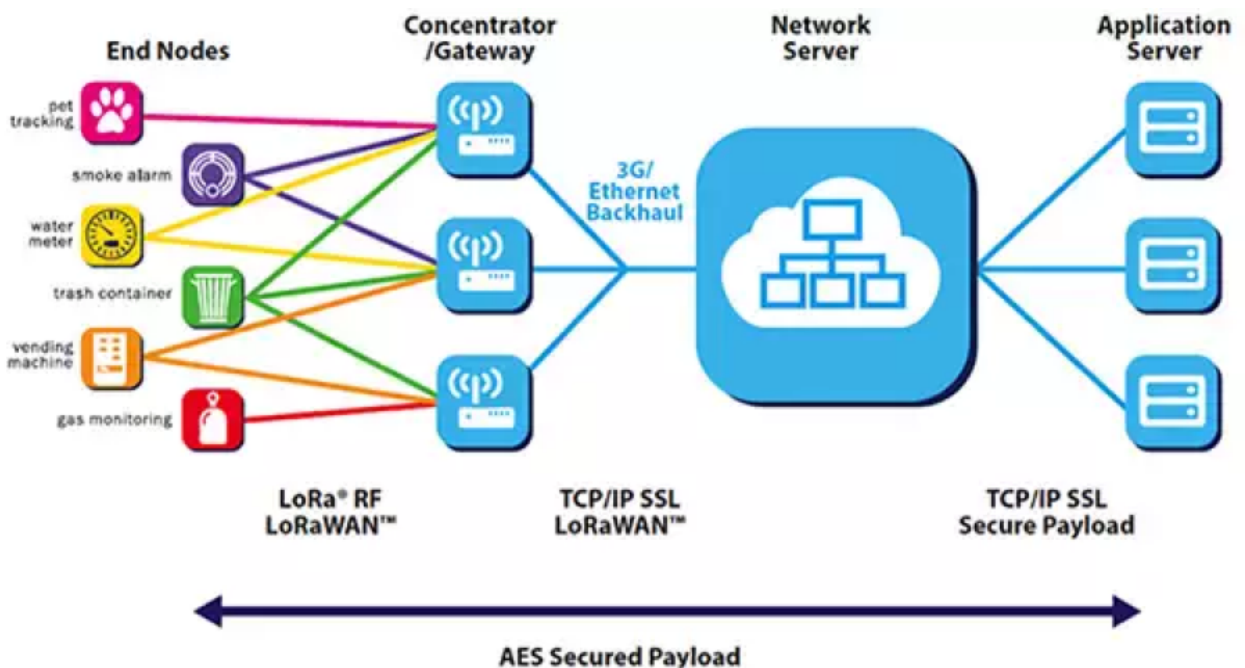 End Nodes
Concentrator
/Gateway
Network
Server
Application
Server
pet
tracking
smoke alarm
water
meter
trash container
vending
machine
gas monitoring
3G/
Ethernet
Backhaul
LoRa® RF
LoRaWAN™
TCP/IP SSL
LoRaWAN™
TCP/IP SSL
Secure Payload
AES Secured Payload